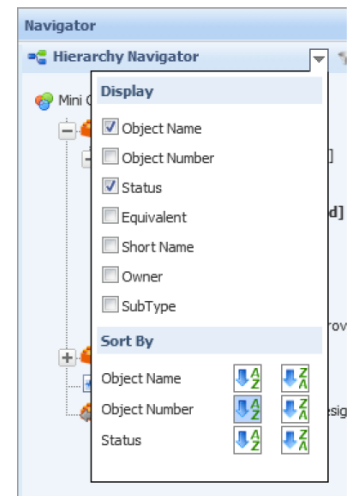 Navigator
Hierarchy Navigator
Display
Mini
Object Name
Object Number
]
Status
Equivalent
d]
Short Name
Owner
SubType
Sort By
Object Name
A Z
Z A
Object Number
A Z
Z A
Status
A Z
Z A